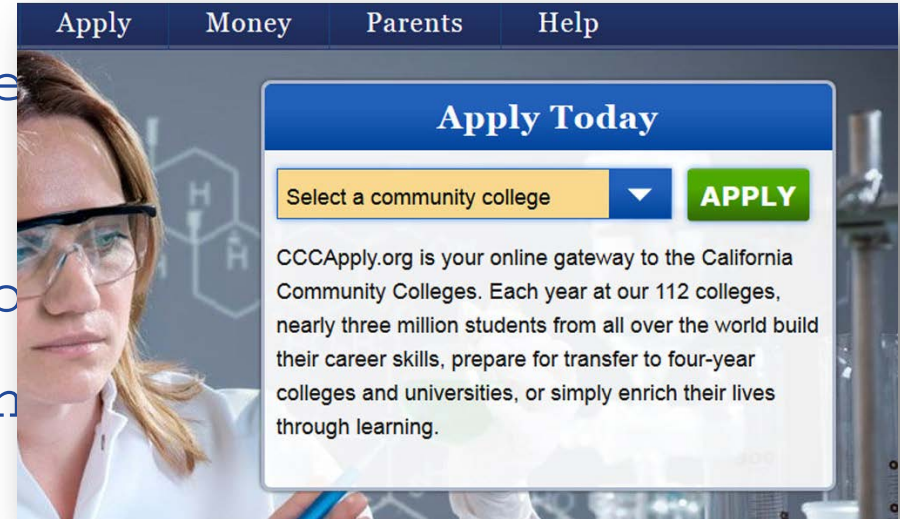 Apply Money Parents Help
Apply Today
Select a community college
APPLY
CCCApply.org is your online gateway to the California
Community Colleges. Each year at our 112 colleges,
nearly three million students from all over the world build
their career skills, prepare for transfer to four-year
colleges and universities, or simply enrich their lives
through learning.